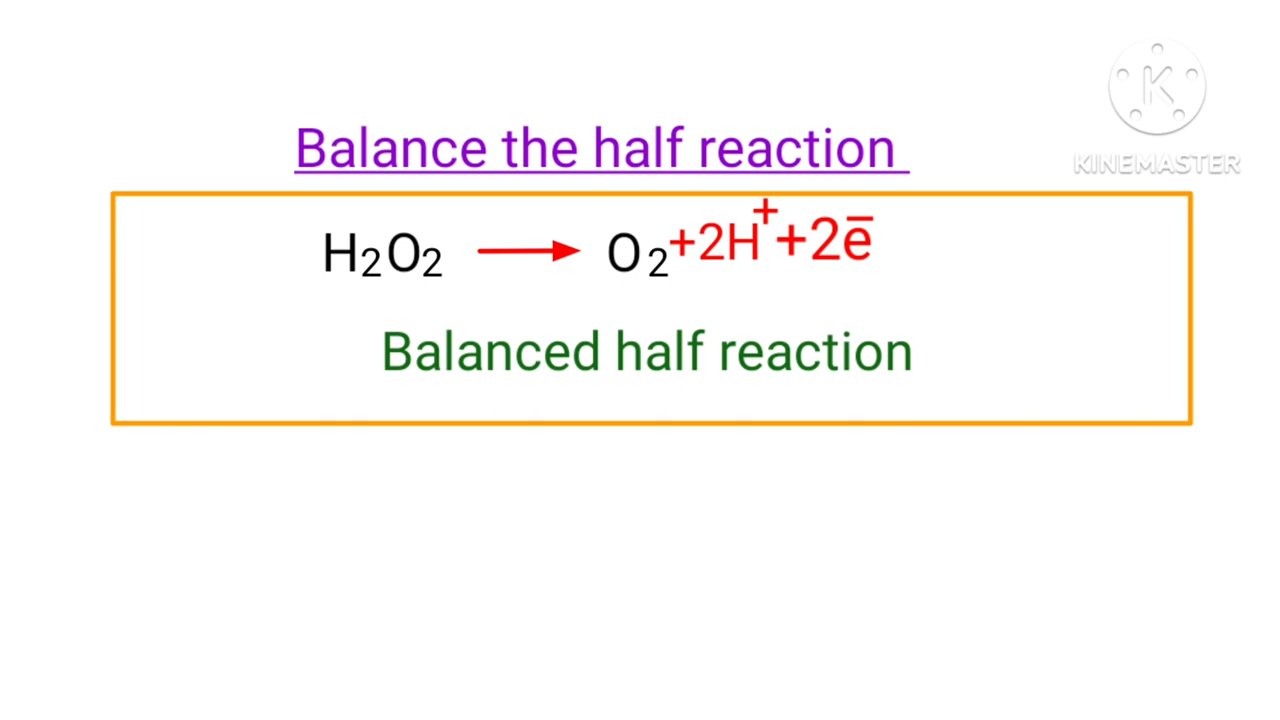 K
KINEMASTER
Balance the half reaction
H₂O₂ ⟶ O₂+2H⁺+2e̅
Balanced half reaction